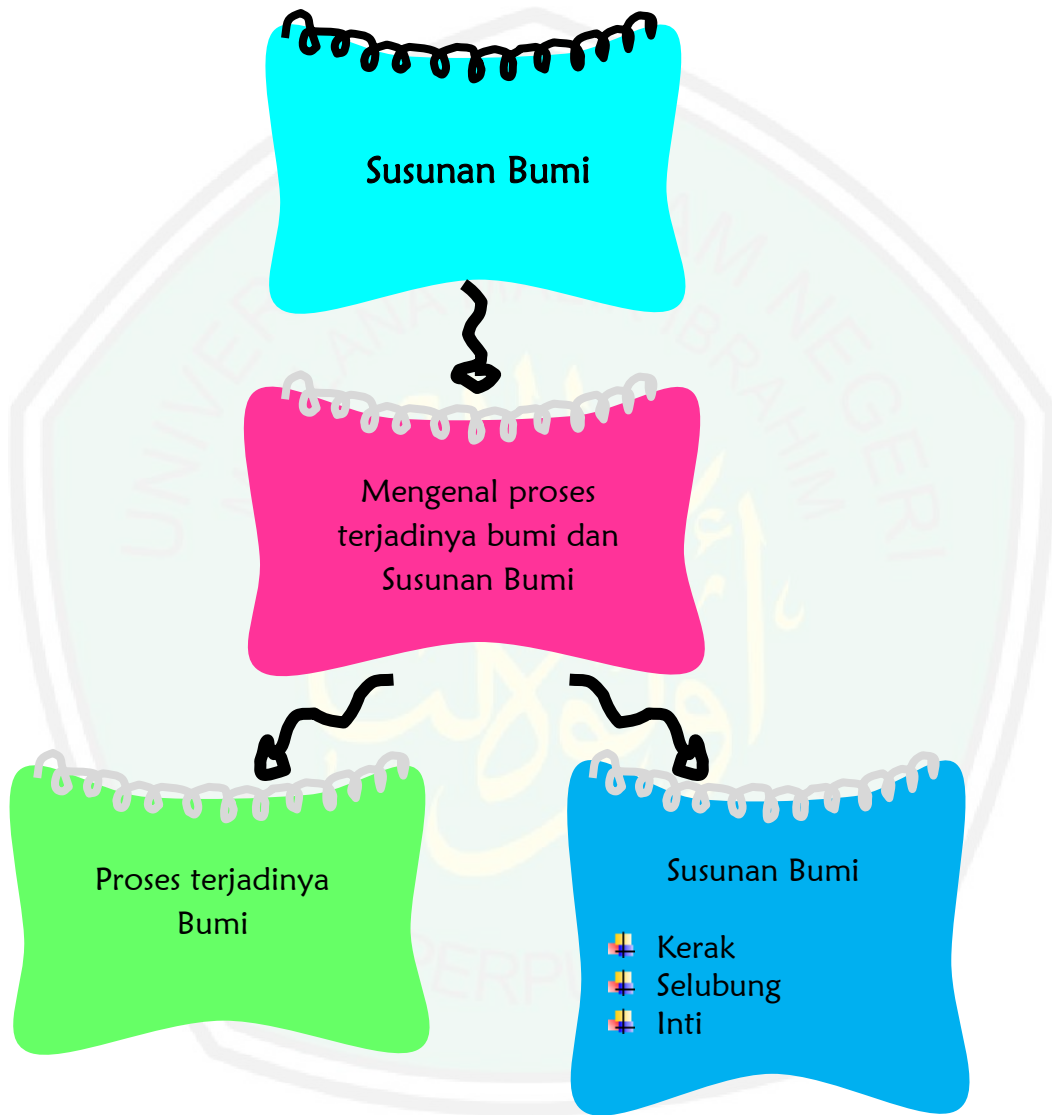 Susunan Bumi
Mengenal proses
terjadinya bumi dan
Susunan Bumi
Proses terjadinya
Bumi
Susunan Bumi
Kerak
Selubung
Inti